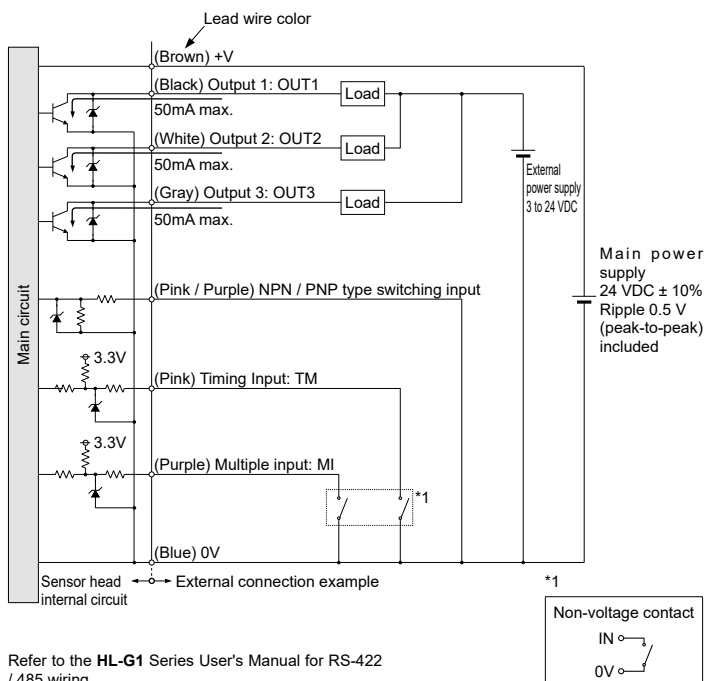 Lead wire color
(Brown) +V
(Black) Output 1: OUT1
Load
50mA max.
(White) Output 2: OUT2
Load
50mA max.
(Gray) Output 3: OUT3
Load
50mA max.
External
power supply
3 to 24 VDC
Main power
supply
24 VDC ± 10%
Ripple 0.5 V
(peak-to-peak)
included
Main circuit
(Pink / Purple) NPN / PNP type switching input
3.3V
(Pink) Timing Input: TM
3.3V
(Purple) Multiple input: MI
*1
(Blue) 0V
Sensor head
internal circuit
External connection example
*1
Non-voltage contact
IN
0V
Refer to the HL-G1 Series User's Manual for RS-422
/ 485 wiring